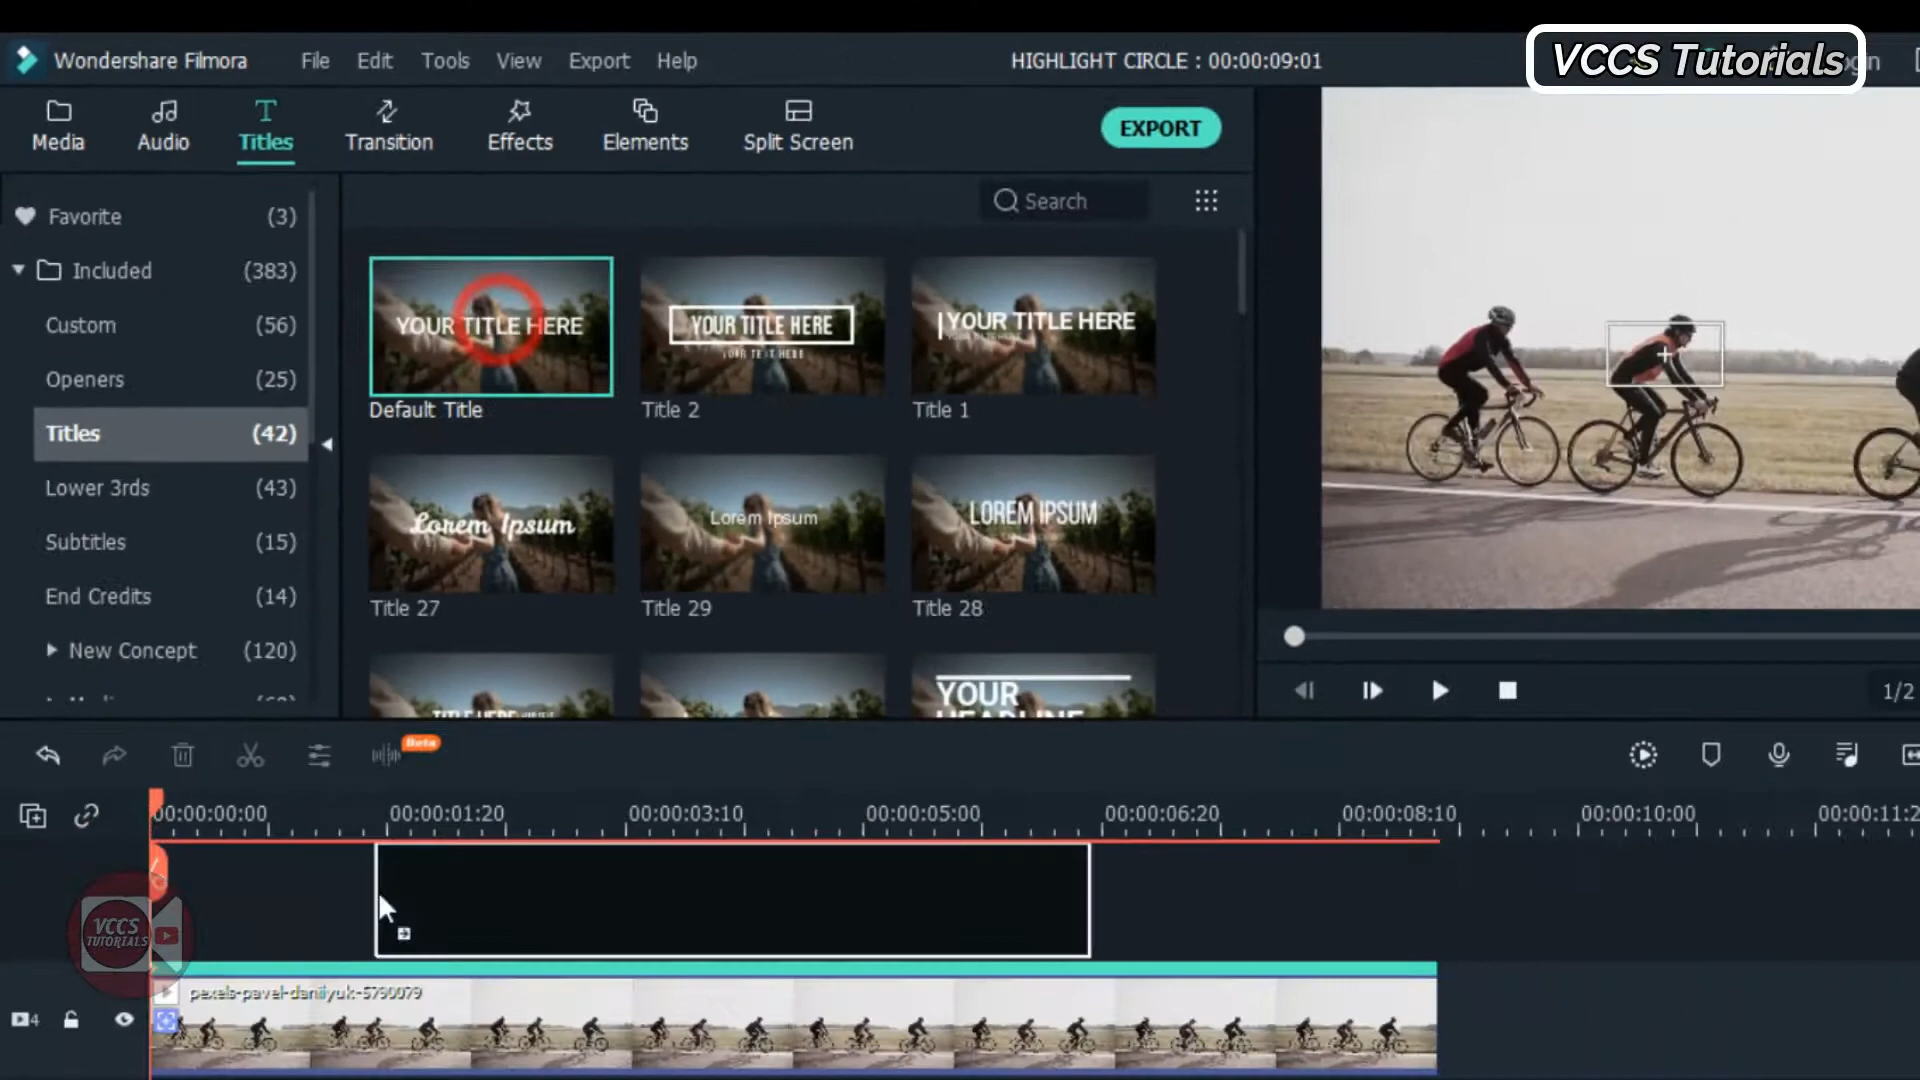 Wondershare Filmora
File Edit Tools View Export Help
HIGHLIGHT CIRCLE : 00:00:09:01
VCCS Tutorials
Media Audio Titles Transition Effects Elements Split Screen
EXPORT
Search
Favorite (3)
Included (383)
Custom (56)
Openers (25)
Titles (42)
Lower 3rds (43)
Subtitles (15)
End Credits (14)
New Concept (120)
YOUR TITLE HERE
Default Title
YOUR TITLE HERE
YOUR TEXT HERE
Title 2
YOUR TITLE HERE
Title 1
Lorem Ipsum
Title 27
Lorem Ipsum
Title 29
LOREM IPSUM
Title 28
TITLE HERE
YOUR
HEADLINE
1/2
Beta
00:00:00:00 00:00:01:20 00:00:03:10 00:00:05:00 00:00:06:20 00:00:08:10 00:00:10:00 00:00:11:2
VCCS
TUTORIALS
pexels-pavel-danilyuk-5790079
4